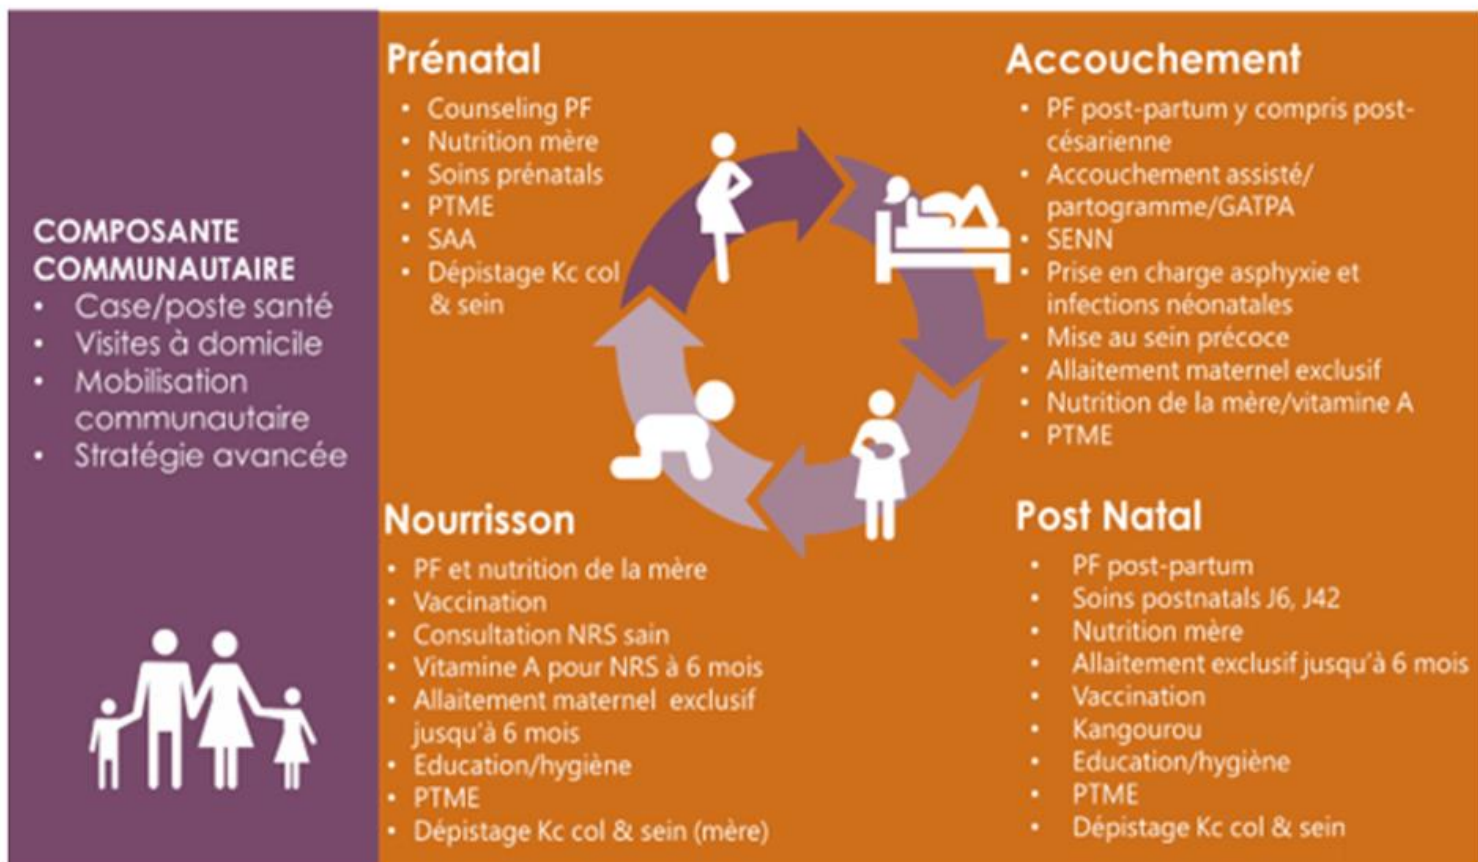 COMPOSANTE
COMMUNAUTAIRE
• Case/poste santé
• Visites à domicile
• Mobilisation
communautaire
• Stratégie avancée
Prénatal
• Counseling PF
• Nutrition mère
• Soins prénatals
• PTME
• SAA
• Dépistage Kc col
& sein
Accouchement
• PF post-partum y compris post-
césarienne
• Accouchement assisté/
partogramme/GATPA
• SENN
• Prise en charge asphyxie et
infections néonatales
• Mise au sein précoce
• Allaitement maternel exclusif
• Nutrition de la mère/vitamine A
• PTME
Nourrisson
• PF et nutrition de la mère
• Vaccination
• Consultation NRS sain
• Vitamine A pour NRS à 6 mois
• Allaitement maternel exclusif
jusqu'à 6 mois
• Education/hygiène
• PTME
• Dépistage Kc col & sein (mère)
Post Natal
• PF post-partum
• Soins postnatals J6, J42
• Nutrition mère
• Allaitement exclusif jusqu'à 6 mois
• Vaccination
• Kangourou
• Education/hygiène
• PTME
• Dépistage Kc col & sein